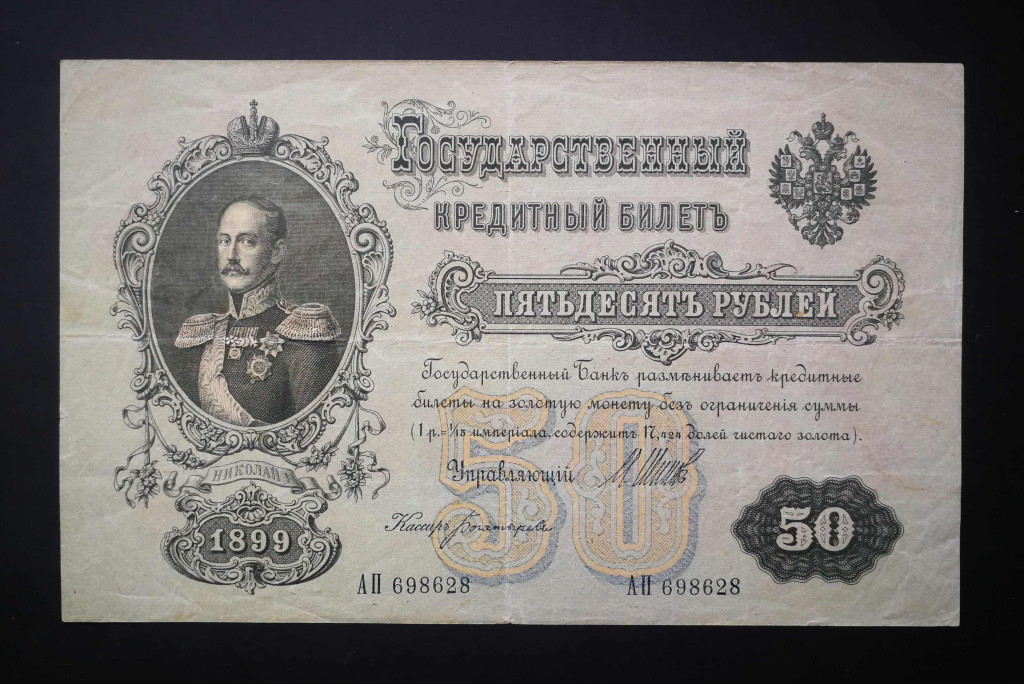 Государственный
кредитный билетъ
пятьдесятъ рублей
Государственный Банкъ размѣниваетъ кредитные
билеты на золотую монету безъ ограниченія суммы
(1 р.= 1/15 имперіала, содержитъ 17,424 долей чистаго золота).
Управляющій
Кассиръ
николай I
1899
50
50
АП 698628
АП 698628